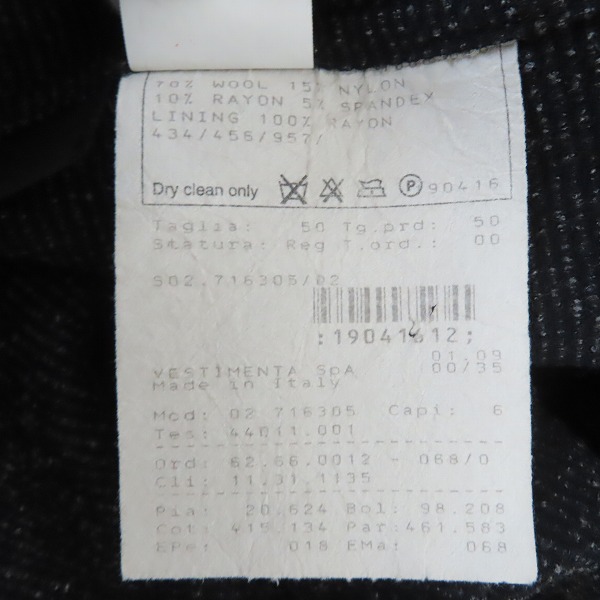 70% WOOL 15% NYLON
10% RAYON 5% SPANDEX
LINING 100% RAYON
434/456/957/
Dry clean only P 90416
Taglia: 50 Tg.prd: 50
Statura: Reg T.ord.: 00
S02.716305/02
:19041612;
01.09
VESTIMENTA SpA 00/35
Made in Italy
Mod: 02 716305 Capi: 6
Tes: 44011.001
Ord: 62.66.0012 - 068/0
Cli: 11.31.1135
Pia: 20.624 Bol: 98.208
Cot: 415.134 Par:461.583
EPe: 018 EMa: 068